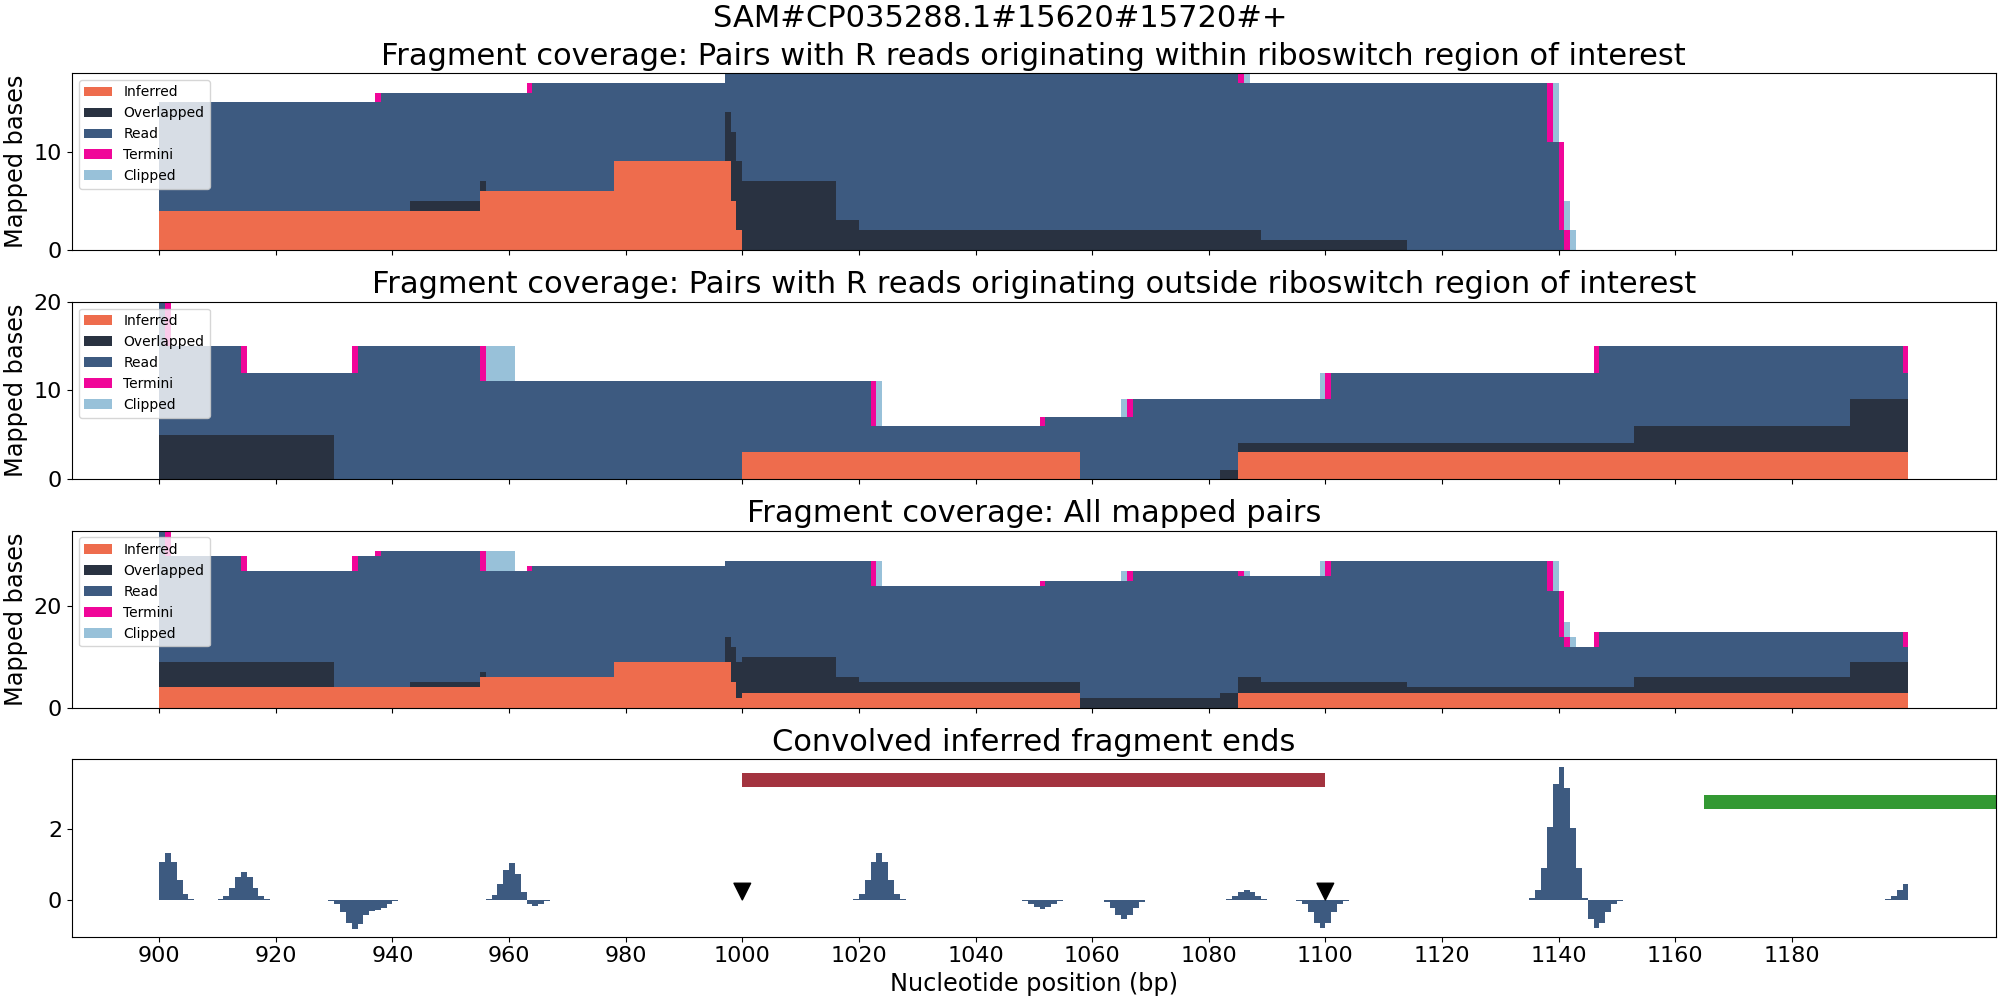 SAM#CP035288.1#15620#15720#+
Fragment coverage: Pairs with R reads originating within riboswitch region of interest
Mapped bases
10
0
Inferred
Overlapped
Read
Termini
Clipped
Fragment coverage: Pairs with R reads originating outside riboswitch region of interest
Mapped bases
20
10
0
Inferred
Overlapped
Read
Termini
Clipped
Fragment coverage: All mapped pairs
Mapped bases
20
0
Inferred
Overlapped
Read
Termini
Clipped
Convolved inferred fragment ends
2
0
900 920 940 960 980 1000 1020 1040 1060 1080 1100 1120 1140 1160 1180
Nucleotide position (bp)